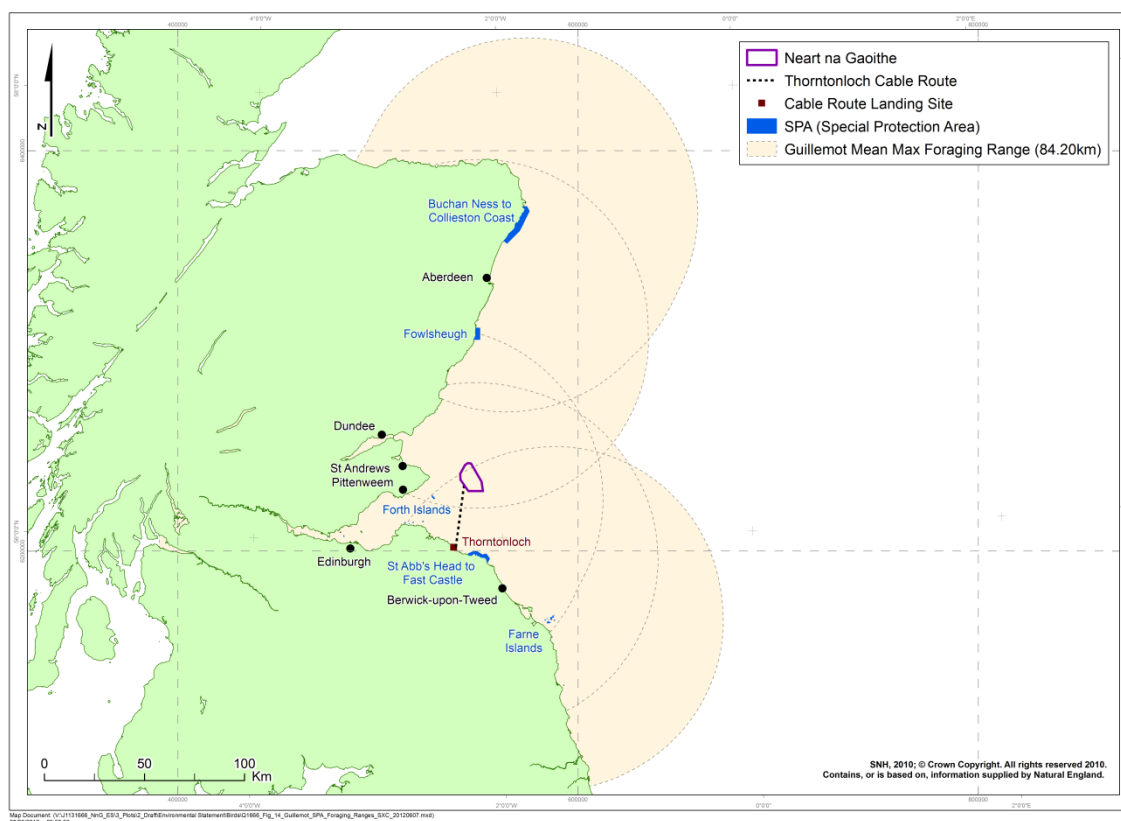 400000
4°0'0"W
2°0'0"W
600000
0°0'0"
800000
2°0'0"E
Neart na Gaoithe
Thorntonloch Cable Route
Cable Route Landing Site
SPA (Special Protection Area)
Guillemot Mean Max Foraging Range (84.20km)
N
6400000
Buchan Ness to
Collieston Coast
Aberdeen
Fowlsheugh
Dundee
St Andrews
Pittenweem
Forth Islands
Thorntonloch
6200000
Edinburgh
St Abb's Head to
Fast Castle
Berwick-upon-Tweed
Farne
Islands
0 50 100
Km
SNH, 2010; © Crown Copyright. All rights reserved 2010.
Contains, or is based on, information supplied by Natural England.
400000
4°0'0"W
2°0'0"W
600000
0°0'0"
800000
2°0'0"E